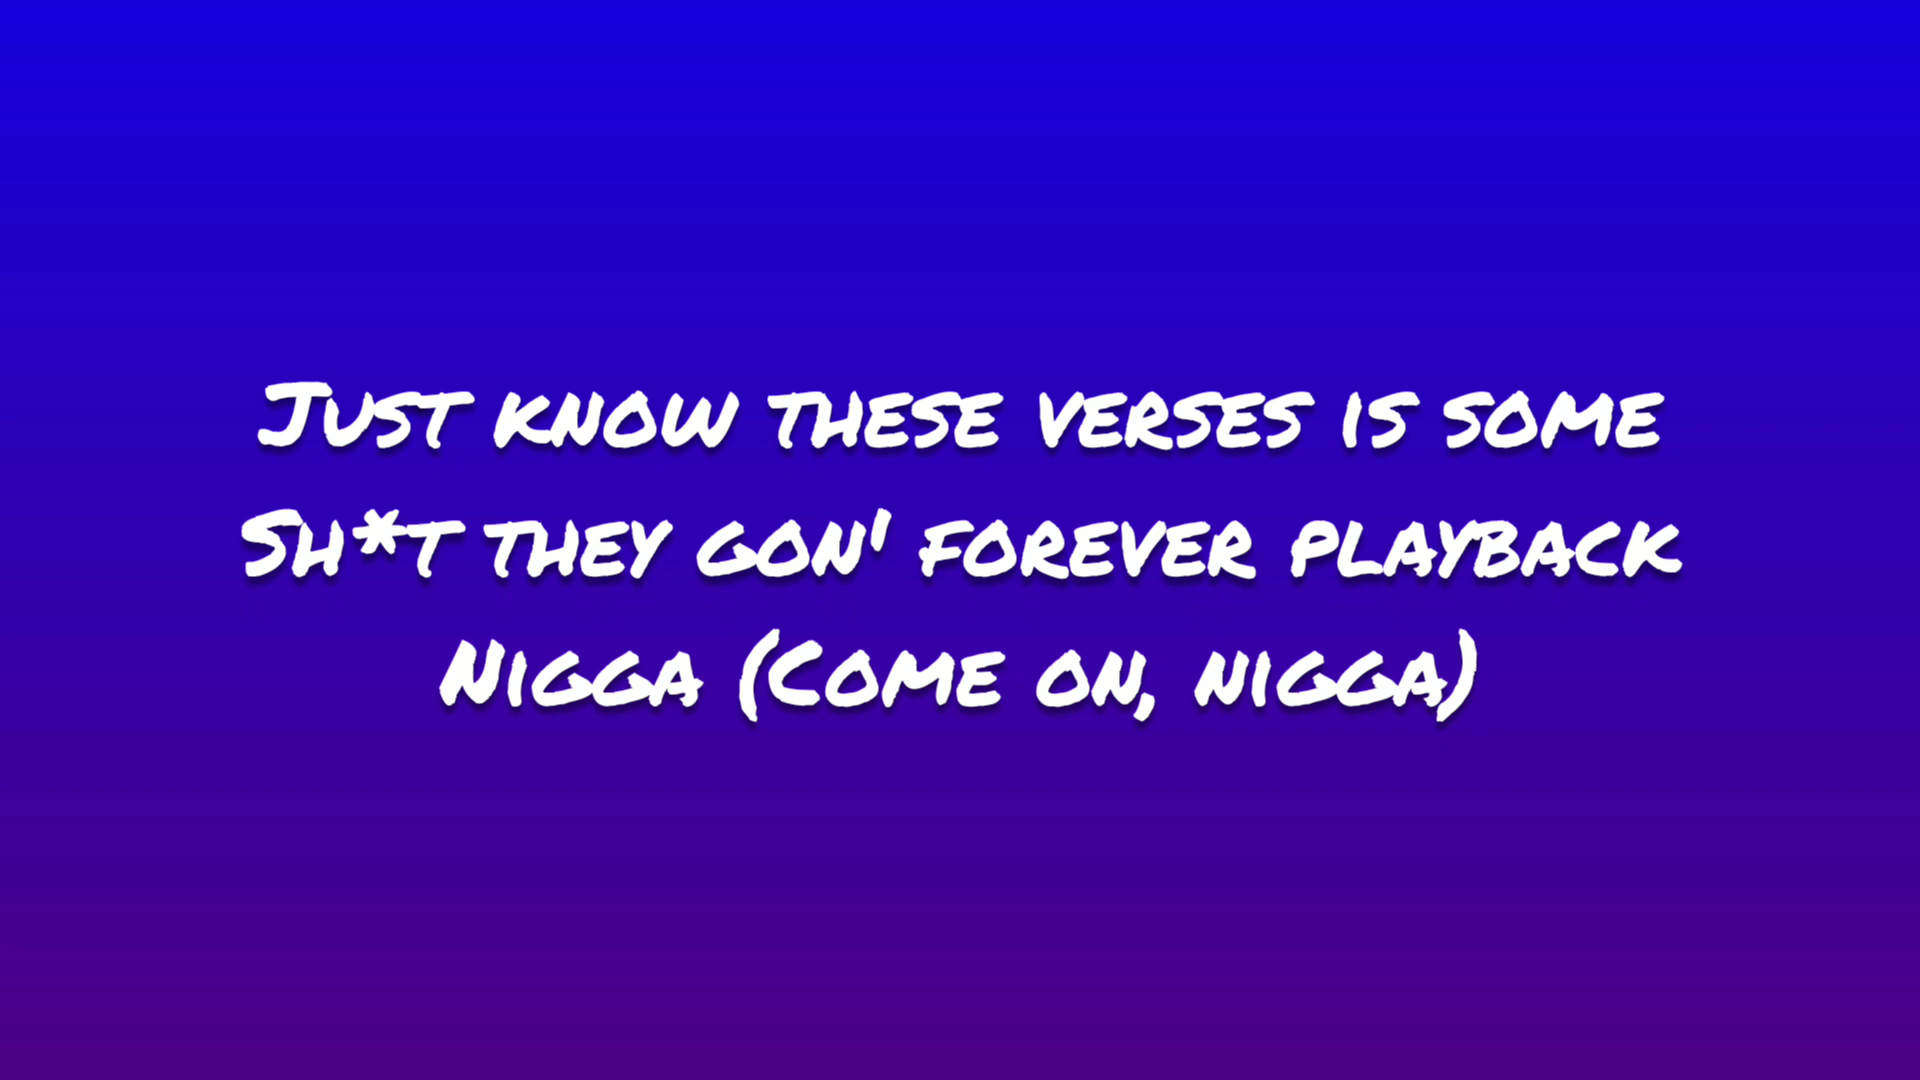 Just know these verses is some
Sh*t they gon' forever playback
Nigga (Come on, nigga)